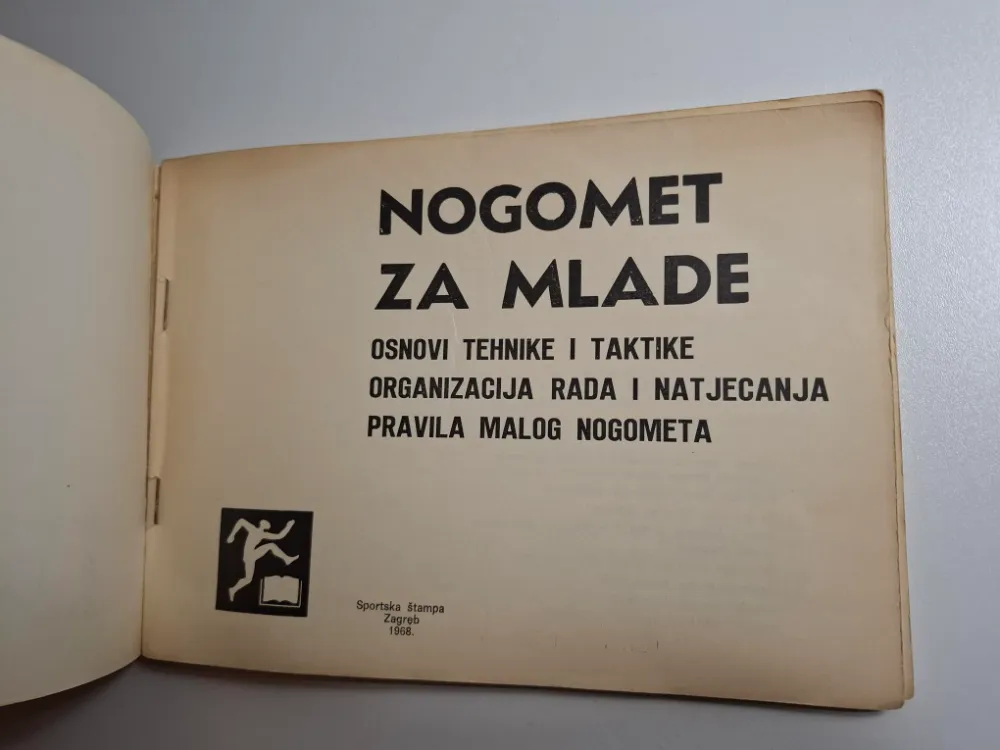 NOGOMET
ZA MLADE
OSNOVI TEHNIKE I TAKTIKE
ORGANIZACIJA RADA I NATJECANJA
PRAVILA MALOG NOGOMETA
Sportska štampa
Zagreb
1968.